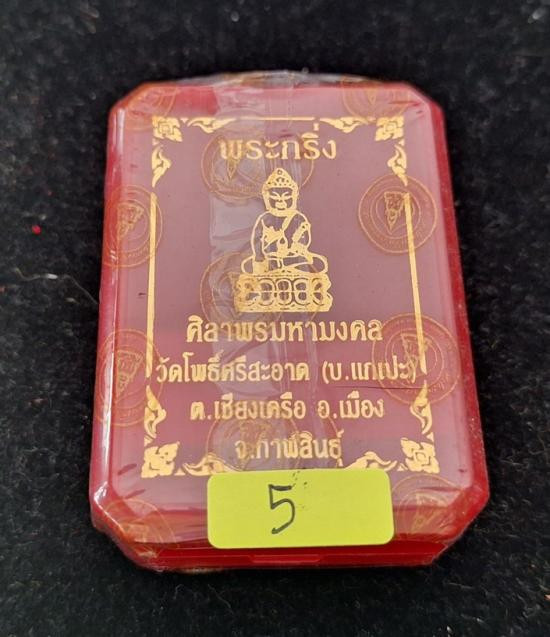 พระกริ่ง
ศิลาพรมหามงคล
วัดโพธิ์ศรีสะอาด (บ.แกเปะ)
ต.เชียงเครือ อ.เมือง
จ.กาฬสินธุ์
5